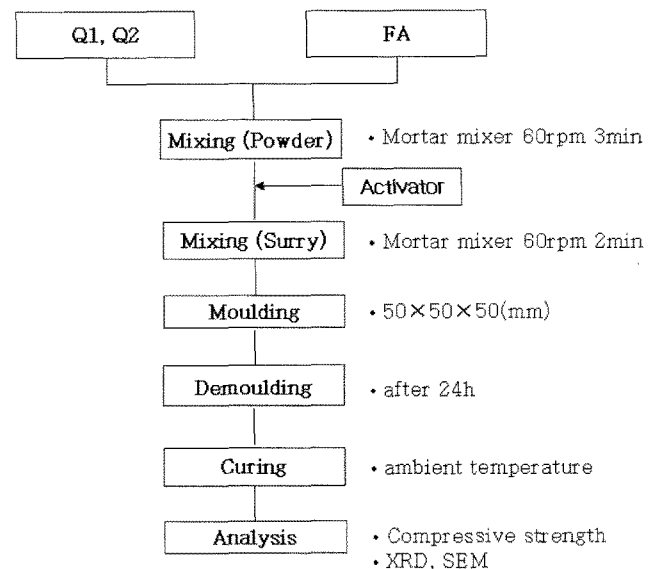 Q1, Q2
FA
Mixing (Powder)
• Mortar mixer 60rpm 3min
Activator
Mixing (Surry)
• Mortar mixer 60rpm 2min
Moulding
• 50×50×50(mm)
Demoulding
• after 24h
Curing
• ambient temperature
Analysis
• Compressive strength
• XRD, SEM